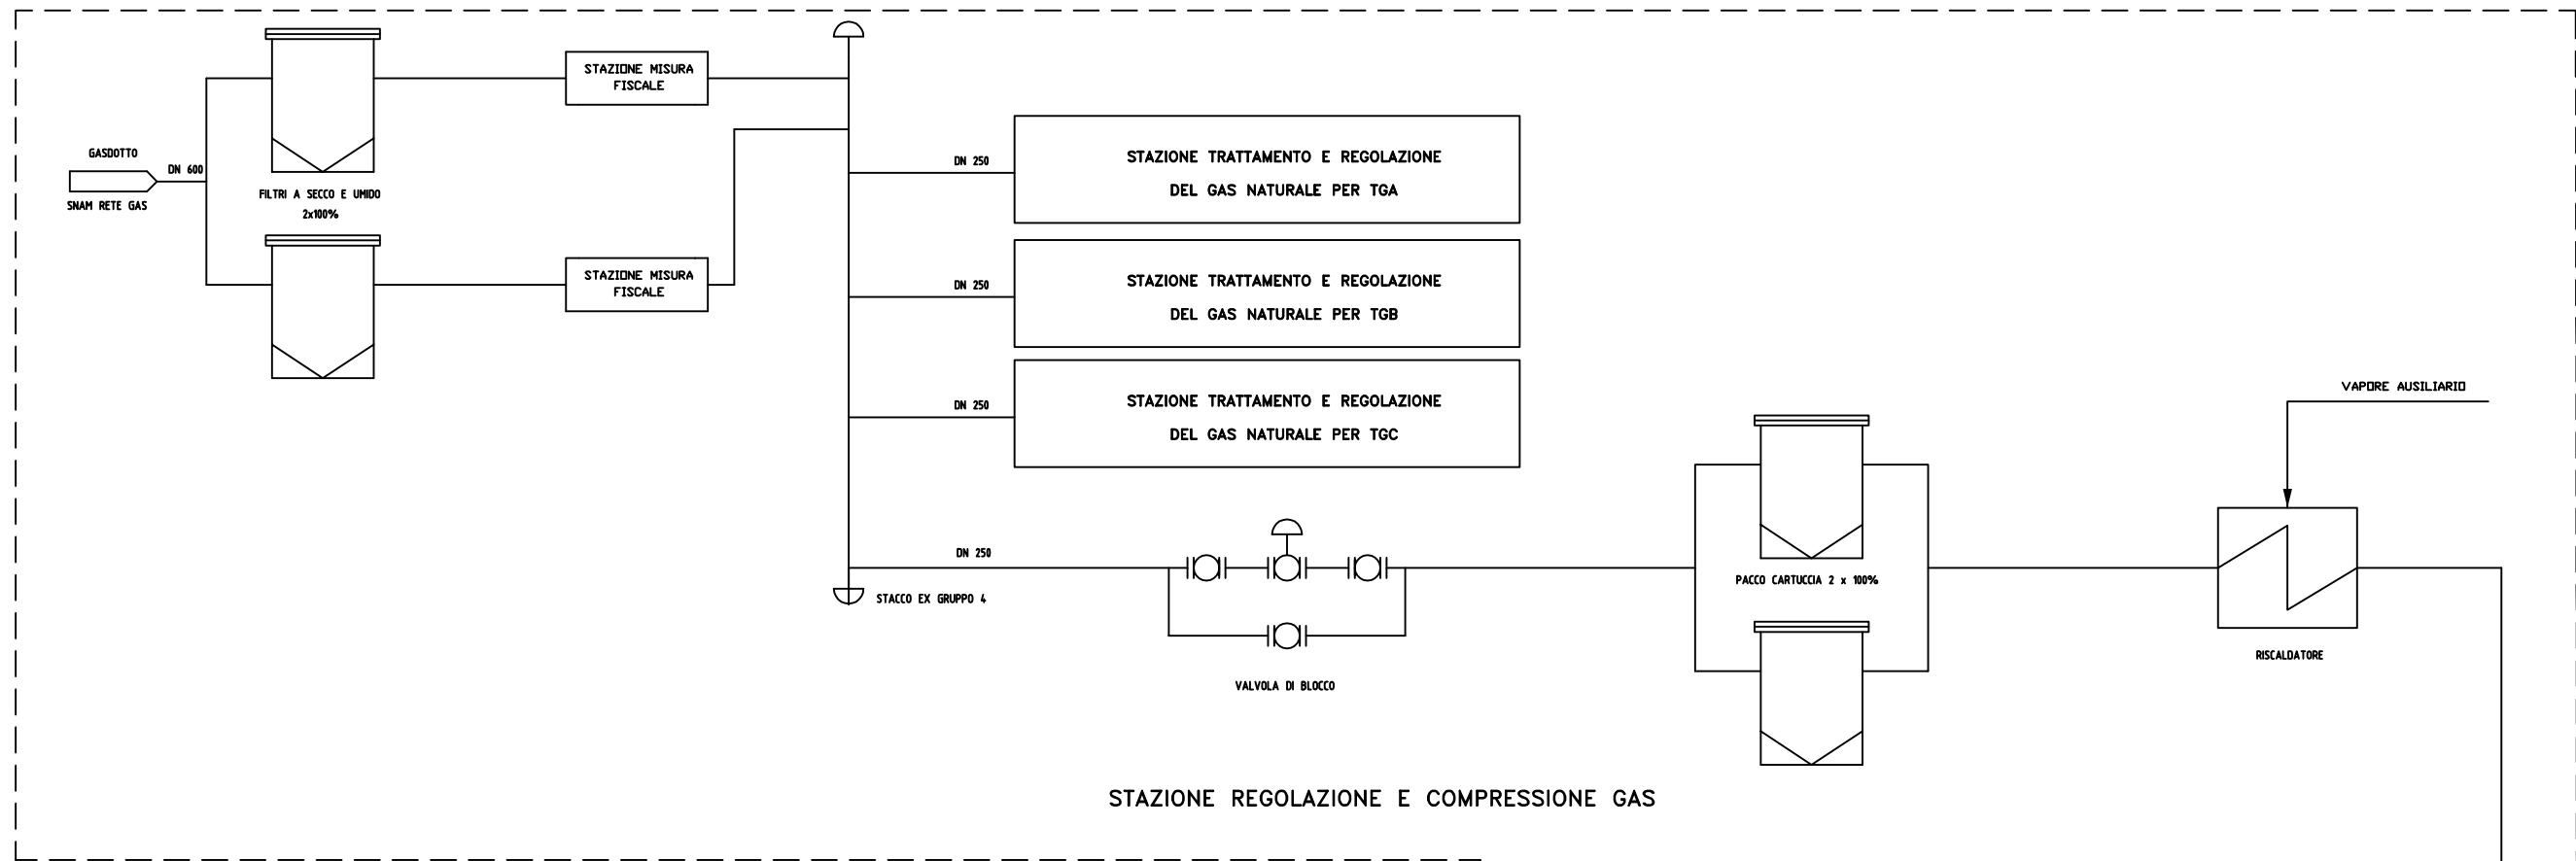 STAZIONE MISURA
FISCALE
GASDOTTO
DN 600
SNAM RETE GAS
FILTRI A SECCO E UMIDO
2x100%
STAZIONE MISURA
FISCALE
DN 250
STAZIONE TRATTAMENTO E REGOLAZIONE
DEL GAS NATURALE PER TGA
DN 250
STAZIONE TRATTAMENTO E REGOLAZIONE
DEL GAS NATURALE PER TGB
DN 250
STAZIONE TRATTAMENTO E REGOLAZIONE
DEL GAS NATURALE PER TGC
VAPORE AUSILIARIO
DN 250
STACCO EX GRUPPO 4
PACCO CARTUCCIA 2 x 100%
RISCALDATORE
VALVOLA DI BLOCCO
STAZIONE REGOLAZIONE E COMPRESSIONE GAS